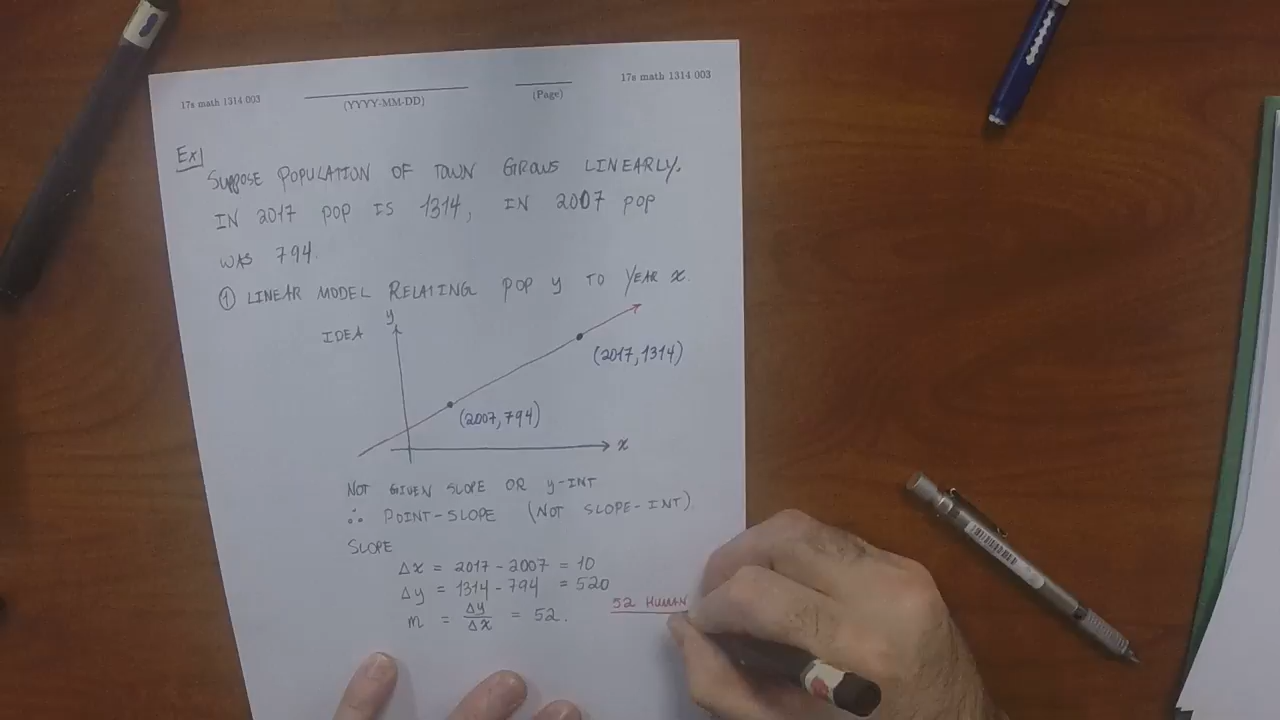 17s math 1314 003
(YYYY-MM-DD)
(Page)
17s math 1314 003
Ex1
SUPPOSE POPULATION OF TOWN GROWS LINEARLY.
IN 2017 POP IS 1314, IN 2007 POP
WAS 794.
① LINEAR MODEL RELATING POP y TO YEAR x.
IDEA
y
(2017, 1314)
(2007, 794)
x
NOT GIVEN SLOPE OR y-INT
∴ POINT-SLOPE (NOT SLOPE-INT)
SLOPE
Δx = 2017 - 2007 = 10
Δy = 1314 - 794 = 520
m = Δy/Δx = 52.
52 HUMAN